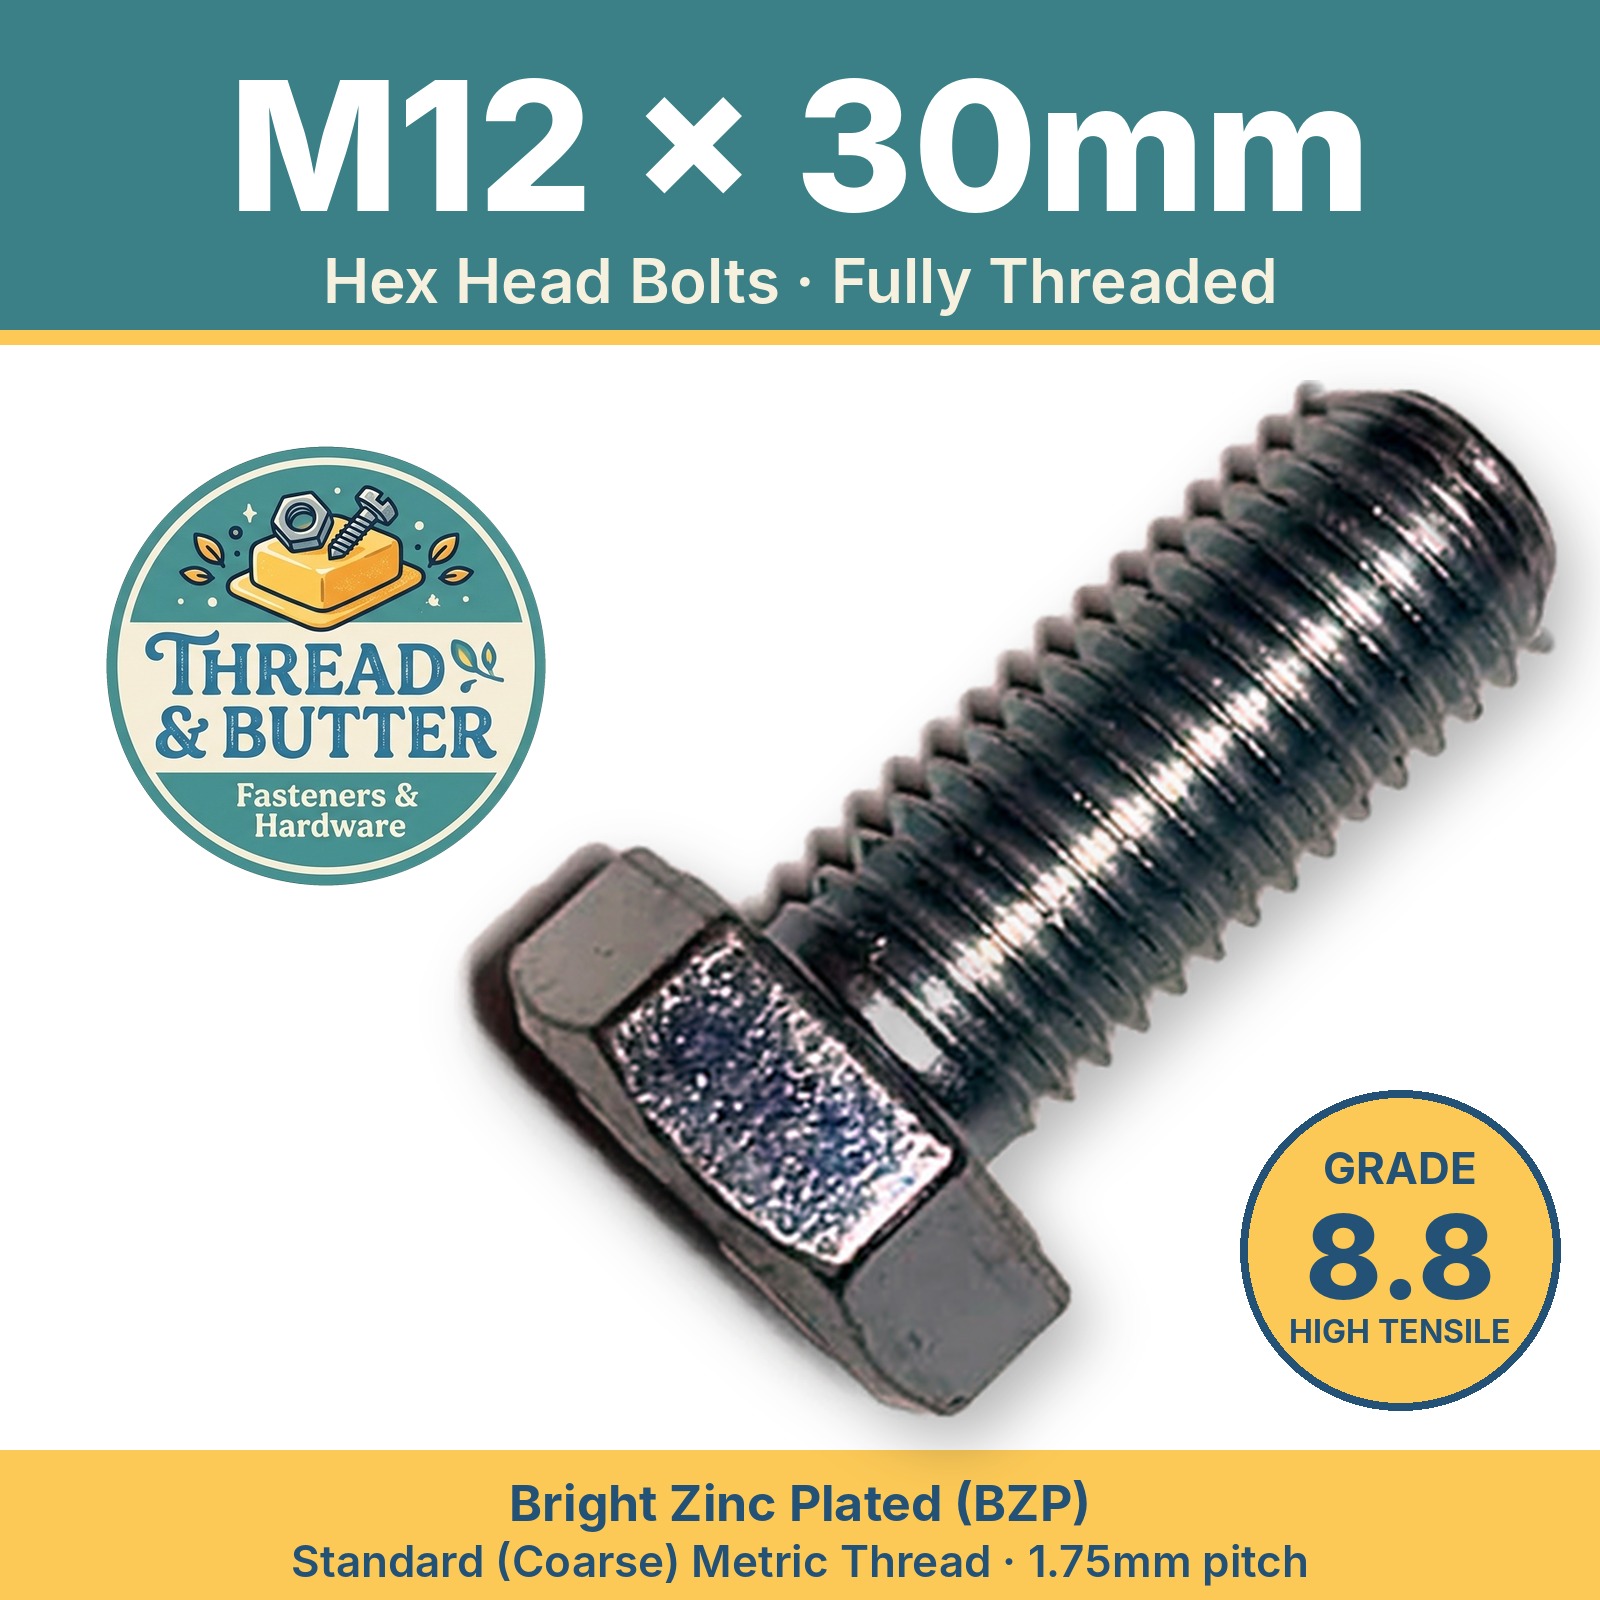 M12 × 30mm
Hex Head Bolts · Fully Threaded
THREAD
& BUTTER
Fasteners &
Hardware
GRADE
8.8
HIGH TENSILE
Bright Zinc Plated (BZP)
Standard (Coarse) Metric Thread · 1.75mm pitch